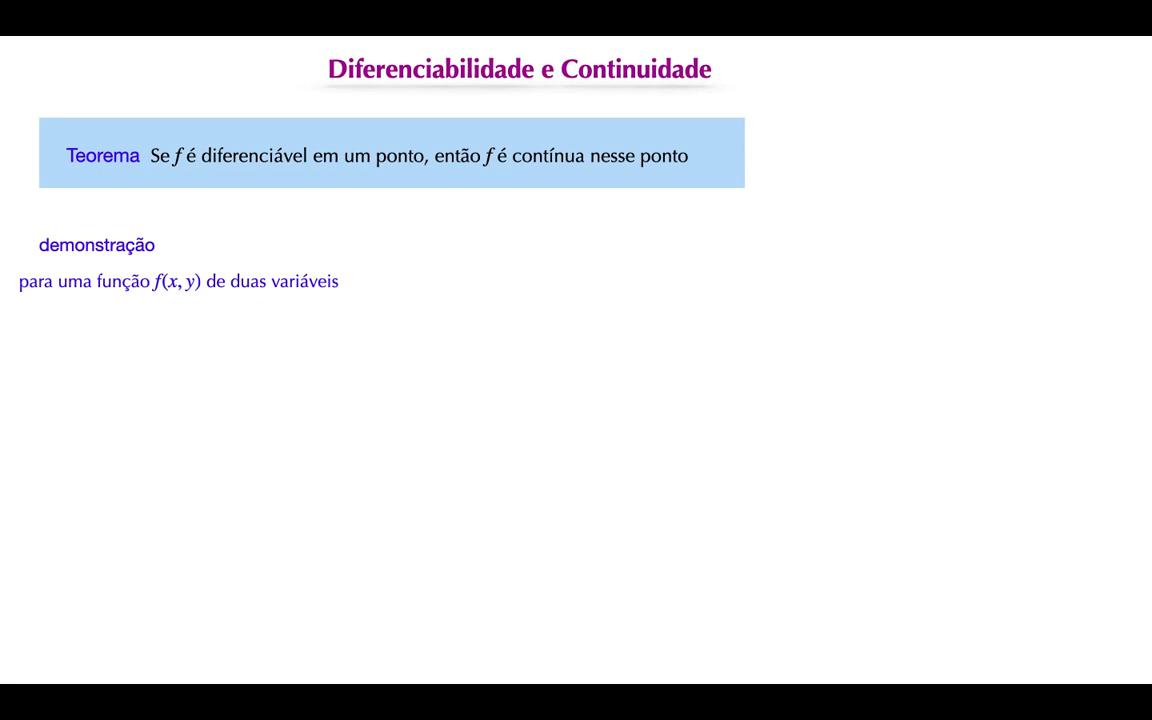 Diferenciabilidade e Continuidade
Teorema Se f é diferenciável em um ponto, então f é contínua nesse ponto
demonstração
para uma função f(x, y) de duas variáveis